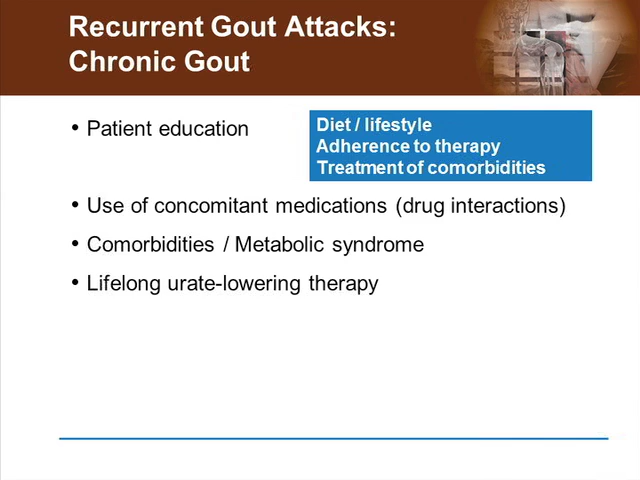 Recurrent Gout Attacks:
Chronic Gout
• Patient education
Diet / lifestyle
Adherence to therapy
Treatment of comorbidities
• Use of concomitant medications (drug interactions)
• Comorbidities / Metabolic syndrome
• Lifelong urate-lowering therapy